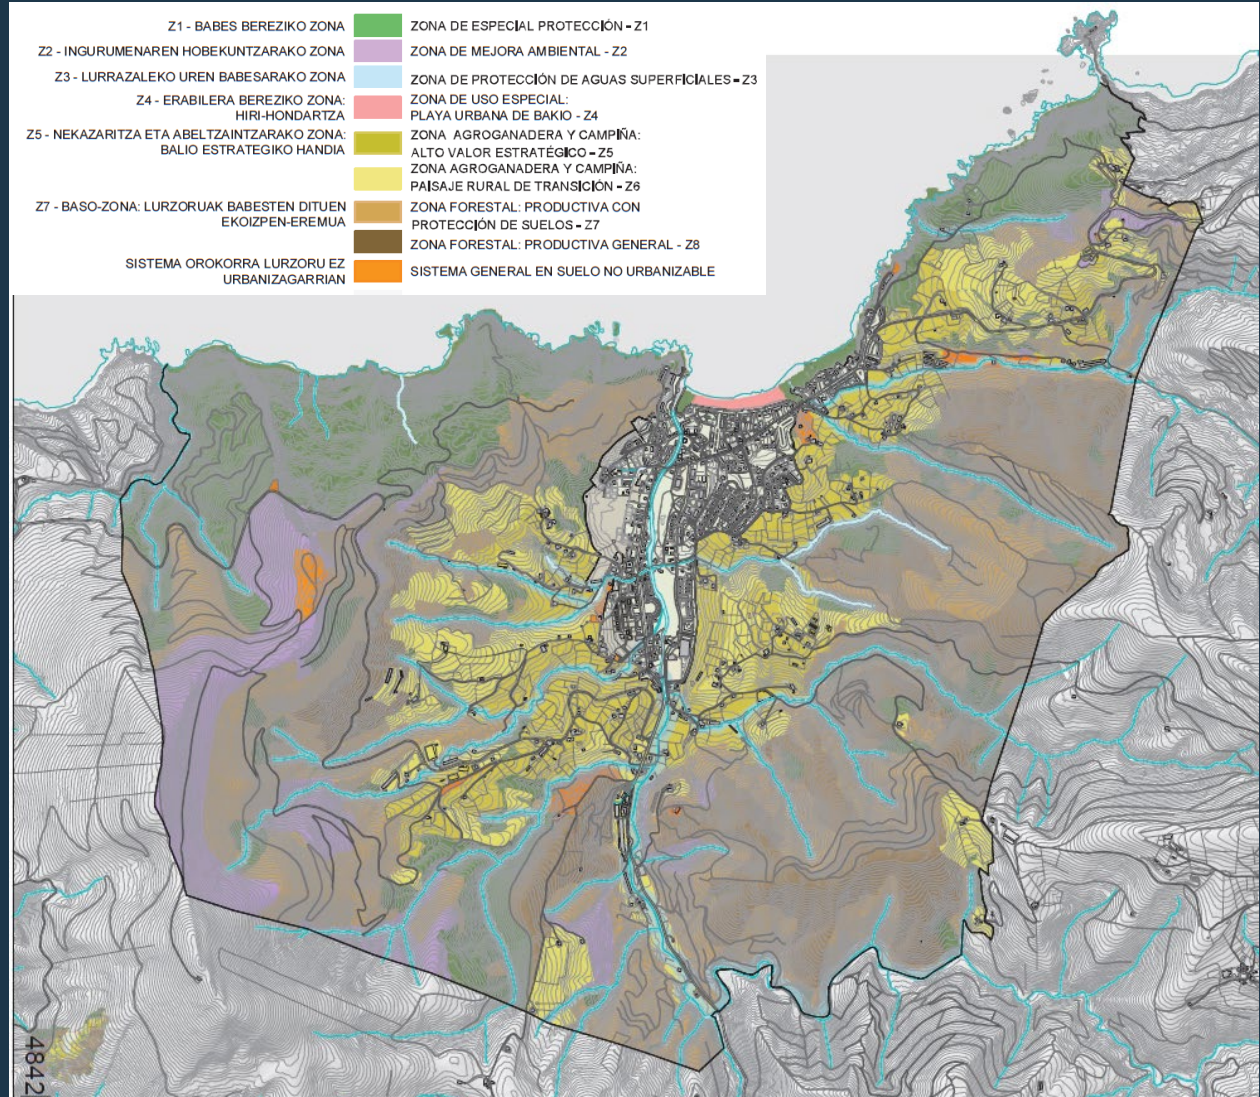 Z1 - BABES BEREZIKO ZONA
ZONA DE ESPECIAL PROTECCIÓN - Z1
Z2 - INGURUMENAREN HOBEKUNTZARAKO ZONA
ZONA DE MEJORA AMBIENTAL - Z2
Z3 - LURRAZALEKO UREN BABESARAKO ZONA
ZONA DE PROTECCIÓN DE AGUAS SUPERFICIALES - Z3
Z4 - ERABILERA BEREZIKO ZONA:
HIRI-HONDARTZA
ZONA DE USO ESPECIAL:
PLAYA URBANA DE BAKIO - Z4
Z5 - NEKAZARITZA ETA ABELTZAINTZARAKO ZONA:
BALIO ESTRATEGIKO HANDIA
ZONA AGROGANADERA Y CAMPIÑA:
ALTO VALOR ESTRATÉGICO - Z5
ZONA AGROGANADERA Y CAMPIÑA:
PAISAJE RURAL DE TRANSICIÓN - Z6
Z7 - BASO-ZONA: LURZORUAK BABESTEN DITUEN
EKOIZPEN-EREMUA
ZONA FORESTAL: PRODUCTIVA CON
PROTECCIÓN DE SUELOS - Z7
ZONA FORESTAL: PRODUCTIVA GENERAL - Z8
SISTEMA OROKORRA LURZORU EZ
URBANIZAGARRIAN
SISTEMA GENERAL EN SUELO NO URBANIZABLE
4842